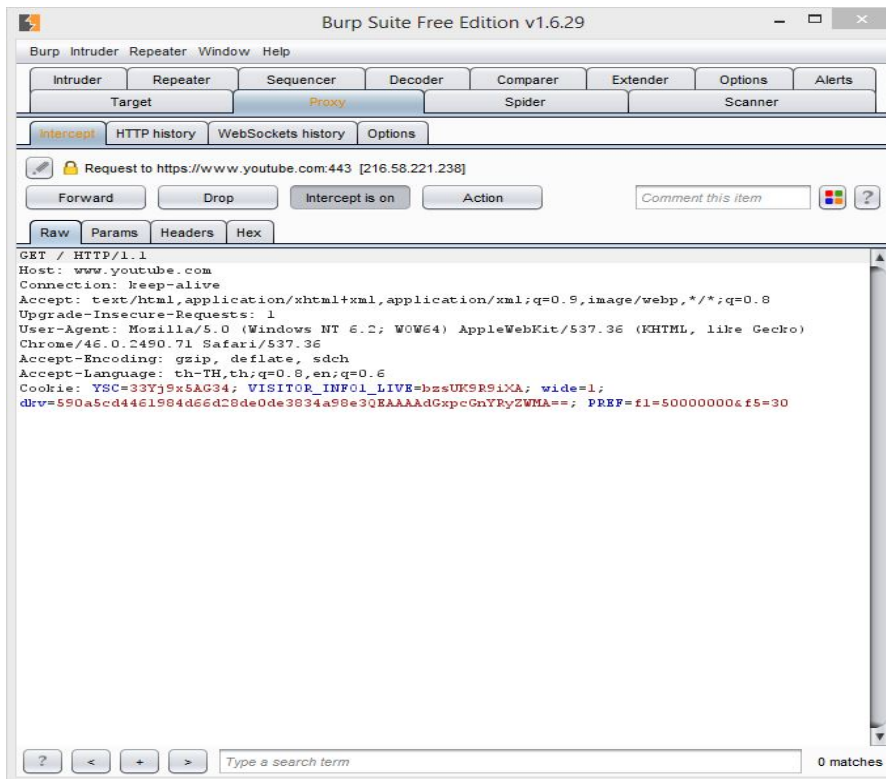 Burp Suite Free Edition v1.6.29
Burp Intruder Repeater Window Help
Intruder Repeater Sequencer Decoder Comparer Extender Options Alerts
Target Proxy Spider Scanner
Intercept HTTP history WebSockets history Options
Request to https://www.youtube.com:443 [216.58.221.238]
Forward Drop Intercept is on Action Comment this item ?
Raw Params Headers Hex
GET / HTTP/1.1
Host: www.youtube.com
Connection: keep-alive
Accept: text/html,application/xhtml+xml,application/xml;q=0.9,image/webp,*/*;q=0.8
Upgrade-Insecure-Requests: 1
User-Agent: Mozilla/5.0 (Windows NT 6.2; WOW64) AppleWebKit/537.36 (KHTML, like Gecko)
Chrome/46.0.2490.71 Safari/537.36
Accept-Encoding: gzip, deflate, sdch
Accept-Language: th-TH,th;q=0.8,en;q=0.6
Cookie: YSC=33Yj9x5AG34; VISITOR_INFO1_LIVE=bzsUK9R9iXA; wide=1;
dkv=590a5cd4461984d66d28de0de3834a98e3QEAAAAdGxpcGnYRyZWMA==; PREF=f1=50000000&f5=30
? < + > Type a search term 0 matches